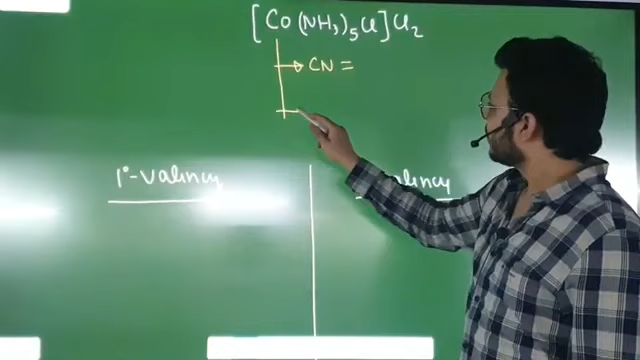 [Co(NH₃)₅Cl]Cl₂
CN =
1°-valency valency